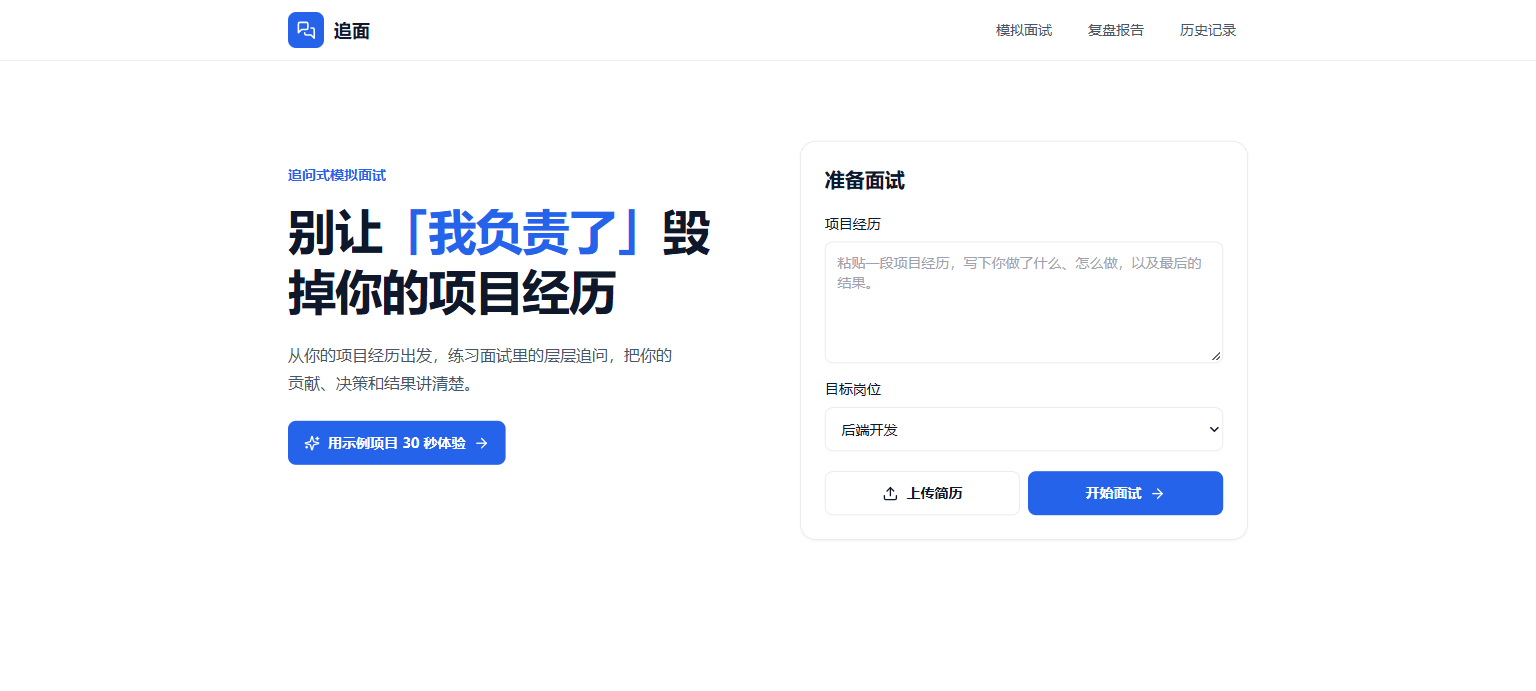 追面
模拟面试
复盘报告
历史记录
追问式模拟面试
别让「我负责了」毁
掉你的项目经历
从你的项目经历出发，练习面试里的层层追问，把你的
贡献、决策和结果讲清楚。
用示例项目 30 秒体验
准备面试
项目经历
粘贴一段项目经历，写下你做了什么、怎么做，以及最后的
结果。
目标岗位
后端开发
上传简历
开始面试